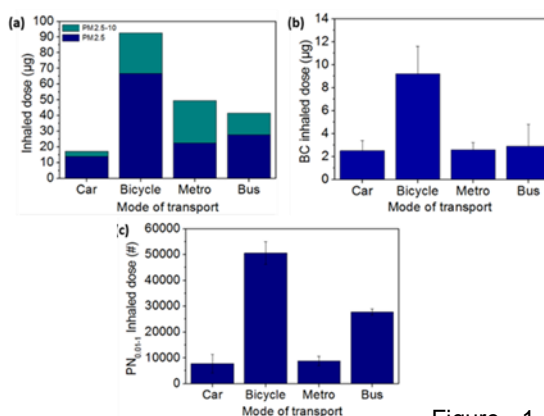 (a)
PM2.5-10
PM2.5
100
90
80
70
60
50
40
30
20
10
0
Inhaled dose (µg)
Car Bicycle Metro Bus
Mode of transport
(b)
14
12
10
8
6
4
2
0
BC inhaled dose (µg)
Car Bicycle Metro Bus
Mode of transport
(c)
60000
50000
40000
30000
20000
10000
0
PN0.01-1 Inhaled dose (#)
Car Bicycle Metro Bus
Mode of transport
Figure 1